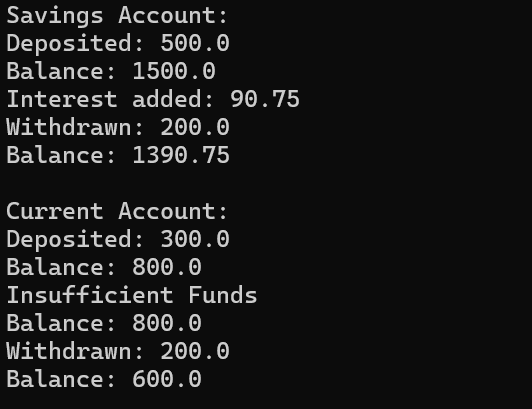 Savings Account:
Deposited: 500.0
Balance: 1500.0
Interest added: 90.75
Withdrawn: 200.0
Balance: 1390.75
Current Account:
Deposited: 300.0
Balance: 800.0
Insufficient Funds
Balance: 800.0
Withdrawn: 200.0
Balance: 600.0